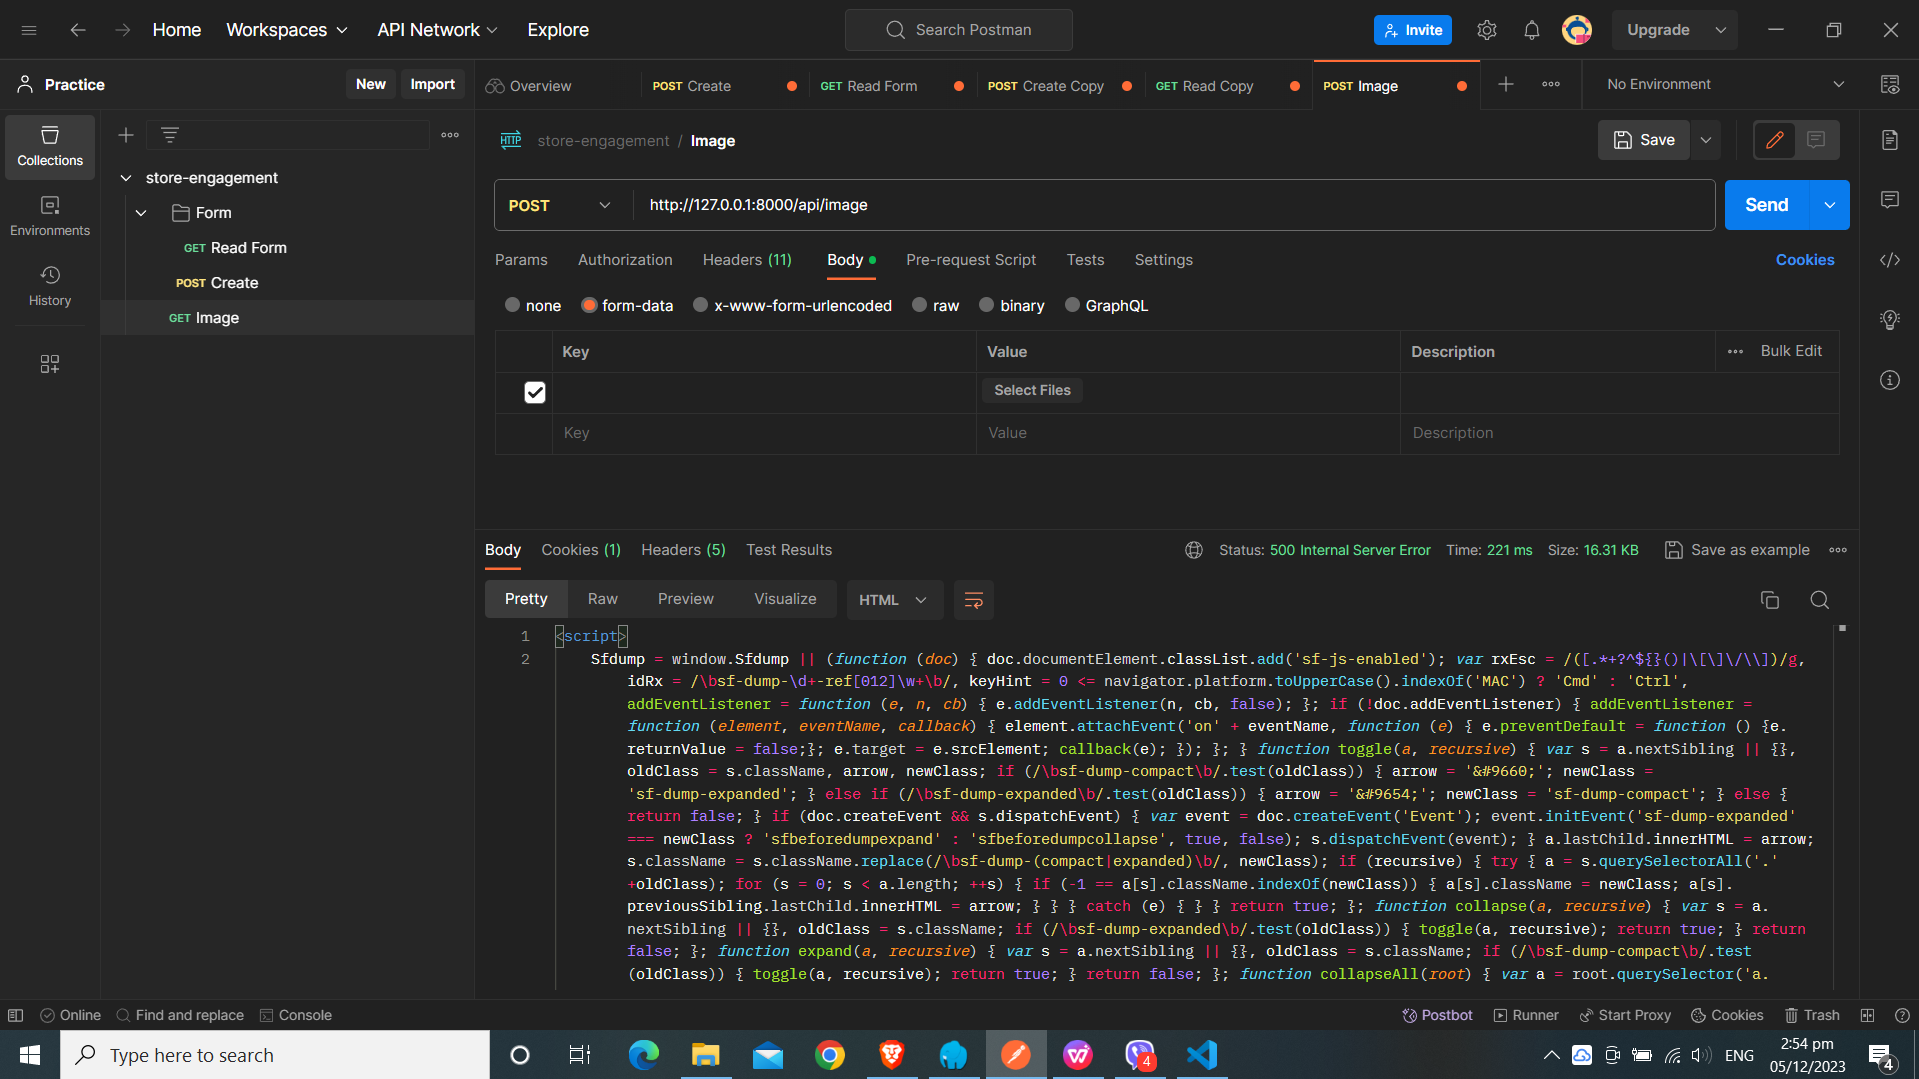 Home Workspaces API Network Explore Search Postman Invite Upgrade
Practice New Import Overview POST Create GET Read Form POST Create Copy GET Read Copy POST Image No Environment
Collections
Environments
History
store-engagement
Form
GET Read Form
POST Create
GET Image
HTTP store-engagement / Image Save
POST http://127.0.0.1:8000/api/image Send
Params Authorization Headers (11) Body Pre-request Script Tests Settings Cookies
none form-data x-www-form-urlencoded raw binary GraphQL
Key Value Description Bulk Edit
Select Files
Key Value Description
Body Cookies (1) Headers (5) Test Results Status: 500 Internal Server Error Time: 221 ms Size: 16.31 KB Save as example
Pretty Raw Preview Visualize HTML
1 <script>
2 Sfdump = window.Sfdump || (function (doc) { doc.documentElement.classList.add('sf-js-enabled'); var rxEsc = /([.*+?^${}()|\[\]\/\\])/g,
idRx = /\bsf-dump-\d+-ref[012]\w+\b/, keyHint = 0 <= navigator.platform.toUpperCase().indexOf('MAC') ? 'Cmd' : 'Ctrl',
addEventListener = function (e, n, cb) { e.addEventListener(n, cb, false); }; if (!doc.addEventListener) { addEventListener =
function (element, eventName, callback) { element.attachEvent('on' + eventName, function (e) { e.preventDefault = function () {e.
returnValue = false;}; e.target = e.srcElement; callback(e); }); }; } function toggle(a, recursive) { var s = a.nextSibling || {},
oldClass = s.className, arrow, newClass; if (/\bsf-dump-compact\b/.test(oldClass)) { arrow = '&#9660;'; newClass =
'sf-dump-expanded'; } else if (/\bsf-dump-expanded\b/.test(oldClass)) { arrow = '&#9654;'; newClass = 'sf-dump-compact'; } else {
return false; } if (doc.createEvent && s.dispatchEvent) { var event = doc.createEvent('Event'); event.initEvent('sf-dump-expanded'
=== newClass ? 'sfbeforedumpexpand' : 'sfbeforedumpcollapse', true, false); s.dispatchEvent(event); } a.lastChild.innerHTML = arrow;
s.className = s.className.replace(/\bsf-dump-(compact|expanded)\b/, newClass); if (recursive) { try { a = s.querySelectorAll('.'
+oldClass); for (s = 0; s < a.length; ++s) { if (-1 == a[s].className.indexOf(newClass)) { a[s].className = newClass; a[s].
previousSibling.lastChild.innerHTML = arrow; } } } catch (e) { } } return true; }; function collapse(a, recursive) { var s = a.
nextSibling || {}, oldClass = s.className; if (/\bsf-dump-expanded\b/.test(oldClass)) { toggle(a, recursive); return true; } return
false; }; function expand(a, recursive) { var s = a.nextSibling || {}, oldClass = s.className; if (/\bsf-dump-compact\b/.test
(oldClass)) { toggle(a, recursive); return true; } return false; }; function collapseAll(root) { var a = root.querySelector('a.
Online Find and replace Console Postbot Runner Start Proxy Cookies Trash
Type here to search 4 ENG 2:54 pm
05/12/2023 4